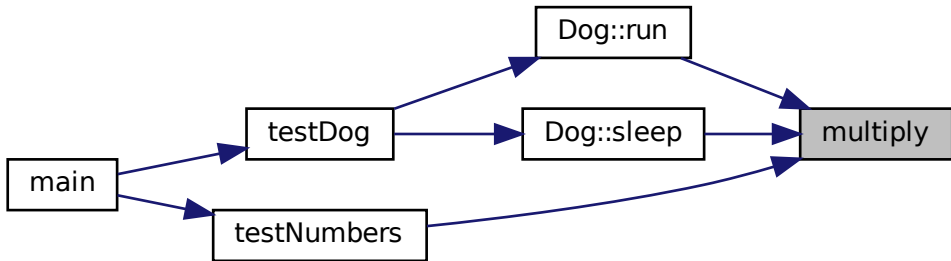 Dog::run
testDog
Dog::sleep
multiply
main
testNumbers